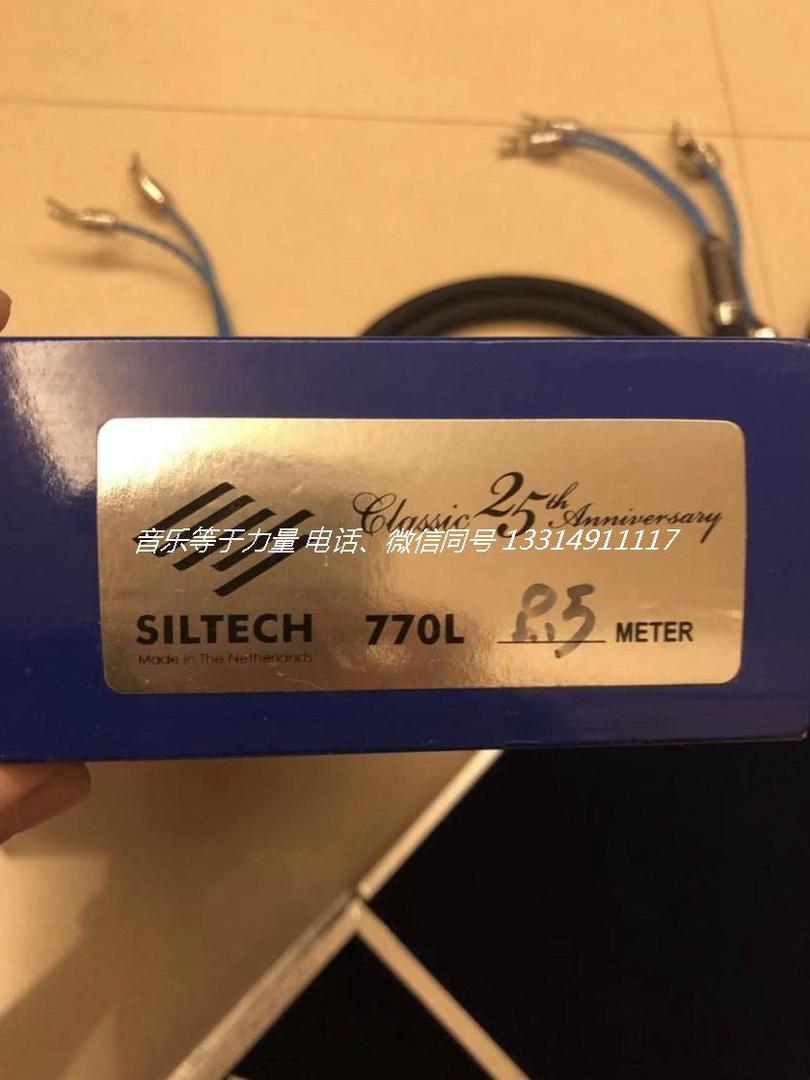 Classic 25th Anniversary
音乐等于力量 电话、微信同号 13314911117
SILTECH 770L 2.5 METER
Made in The Netherlands